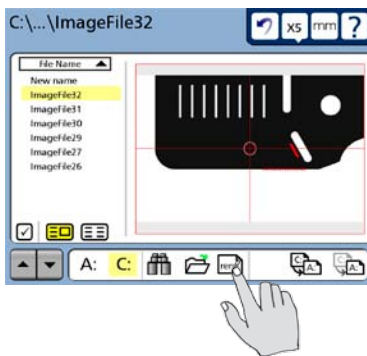 C:\...\ImageFile32
x5 mm ?
File Name
New name
ImageFile32
ImageFile31
ImageFile30
ImageFile29
ImageFile27
ImageFile26
A: C:
C: A: C: A: